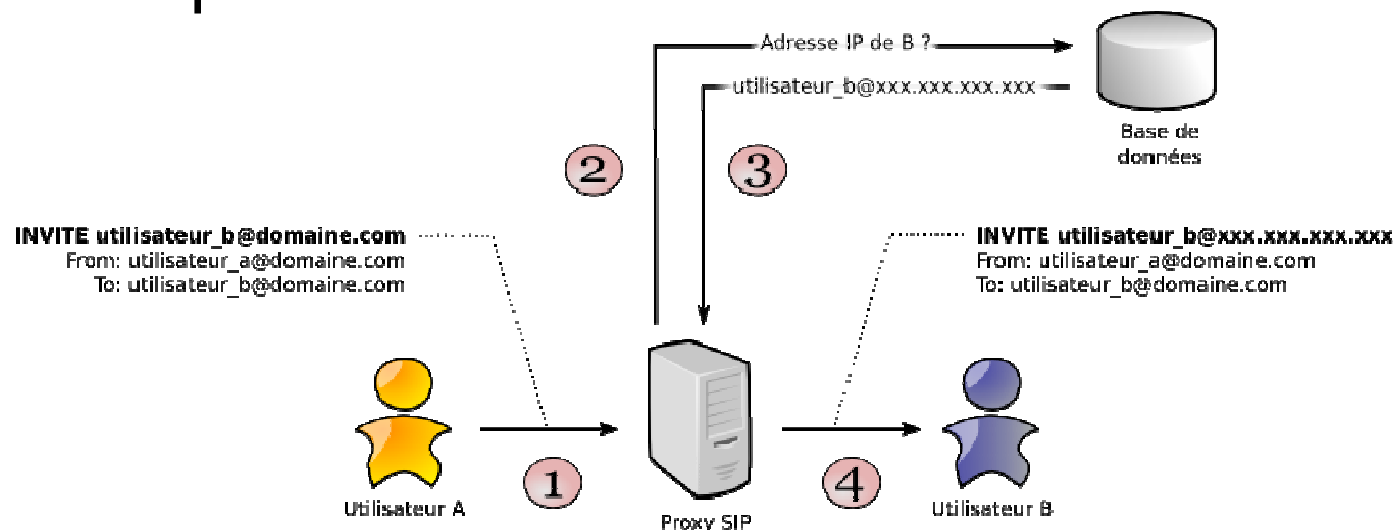 Adresse IP de B ?
utilisateur_b@xxx.xxx.xxx.xxx
Base de
données
2
3
INVITE utilisateur_b@domaine.com
From: utilisateur_a@domaine.com
To: utilisateur_b@domaine.com
INVITE utilisateur_b@xxx.xxx.xxx.xxx
From: utilisateur_a@domaine.com
To: utilisateur_b@domaine.com
1
4
Utilisateur A
Proxy SIP
Utilisateur B